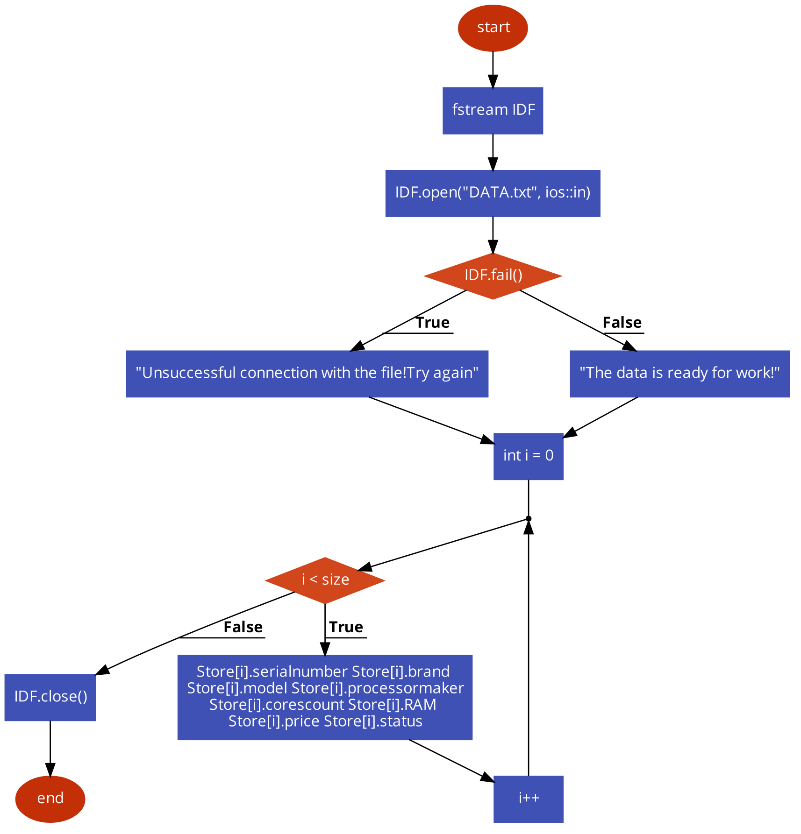 start
fstream IDF
IDF.open("DATA.txt", ios::in)
IDF.fail()
True
False
"Unsuccessful connection with the file!Try again"
"The data is ready for work!"
int i = 0
i < size
False
True
Store[i].serialnumber Store[i].brand
Store[i].model Store[i].processormaker
Store[i].corescount Store[i].RAM
Store[i].price Store[i].status
IDF.close()
end
i++